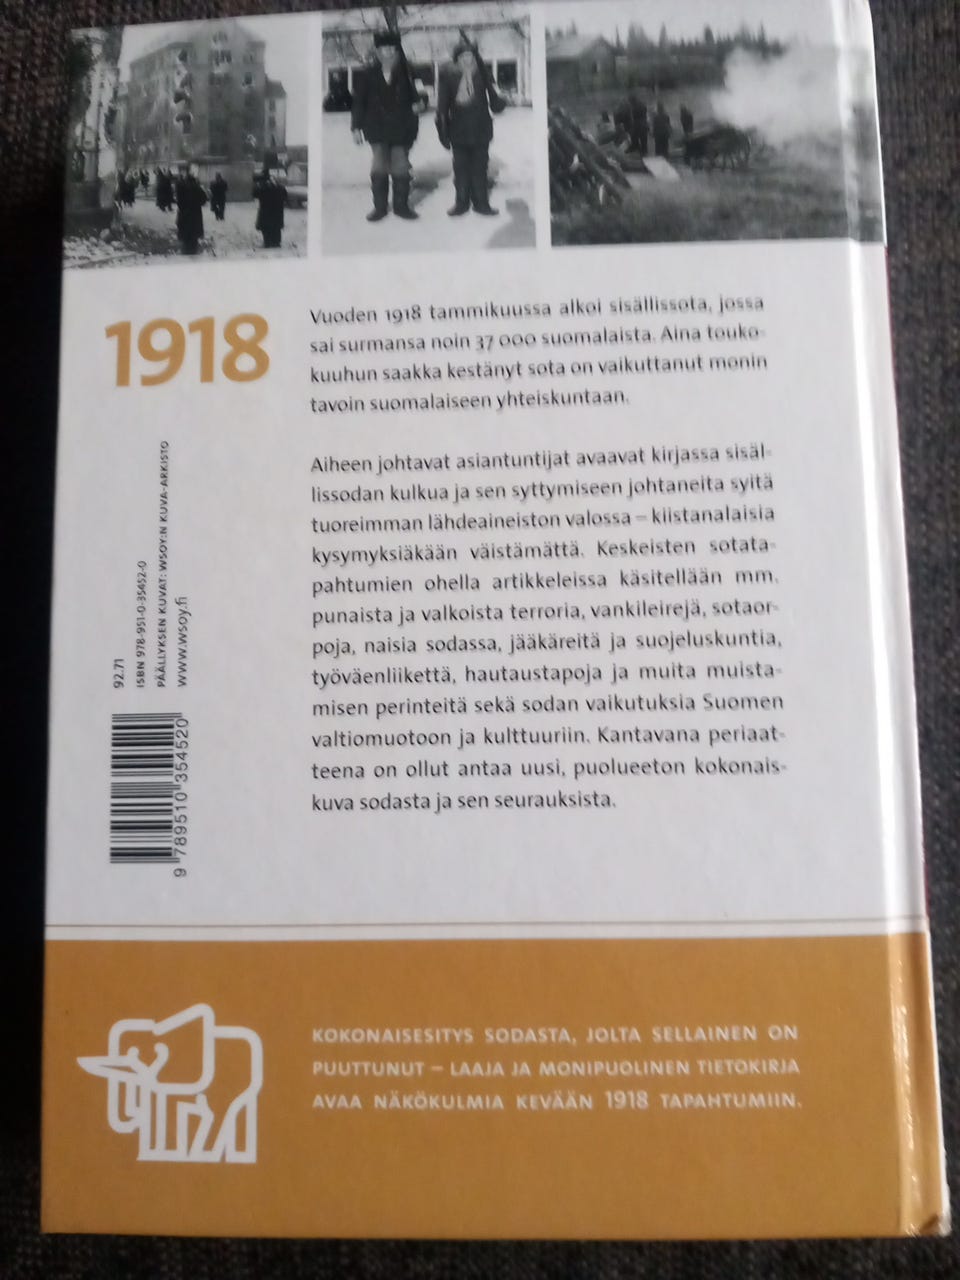 1918
Vuoden 1918 tammikuussa alkoi sisällissota, jossa
sai surmansa noin 37 000 suomalaista. Aina touko-
kuuhun saakka kestänyt sota on vaikuttanut monin
tavoin suomalaiseen yhteiskuntaan.
Aiheen johtavat asiantuntijat avaavat kirjassa sisäl-
lissodan kulkua ja sen syttymiseen johtaneita syitä
tuoreimman lähdeaineiston valossa – kiistanalaisia
kysymyksiäkään väistämättä. Keskeisten sotata-
pahtumien ohella artikkeleissa käsitellään mm.
punaista ja valkoista terroria, vankileirejä, sotaor-
poja, naisia sodassa, jääkäreitä ja suojeluskuntia,
työväenliikettä, hautaustapoja ja muita muista-
misen perinteitä sekä sodan vaikutuksia Suomen
valtiomuotoon ja kulttuuriin. Kantavana periaat-
teena on ollut antaa uusi, puolueeton kokonais-
kuva sodasta ja sen seurauksista.
92.71
ISBN 978-951-0-35452-0
PÄÄLLYKSEN KUVAT: WSOY:N KUVA-ARKISTO
www.wsoy.fi
9 789510 354520
KOKONAISESITYS SODASTA, JOLTA SELLAINEN ON
PUUTTUNUT – LAAJA JA MONIPUOLINEN TIETOKIRJA
AVAA NÄKÖKULMIA KEVÄÄN 1918 TAPAHTUMIIN.